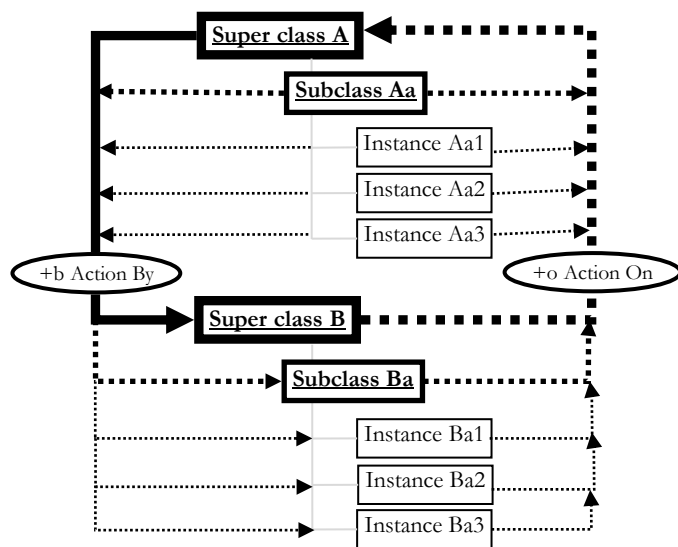 Super class A
Subclass Aa
Instance Aa1
Instance Aa2
Instance Aa3
+b Action By
+o Action On
Super class B
Subclass Ba
Instance Ba1
Instance Ba2
Instance Ba3